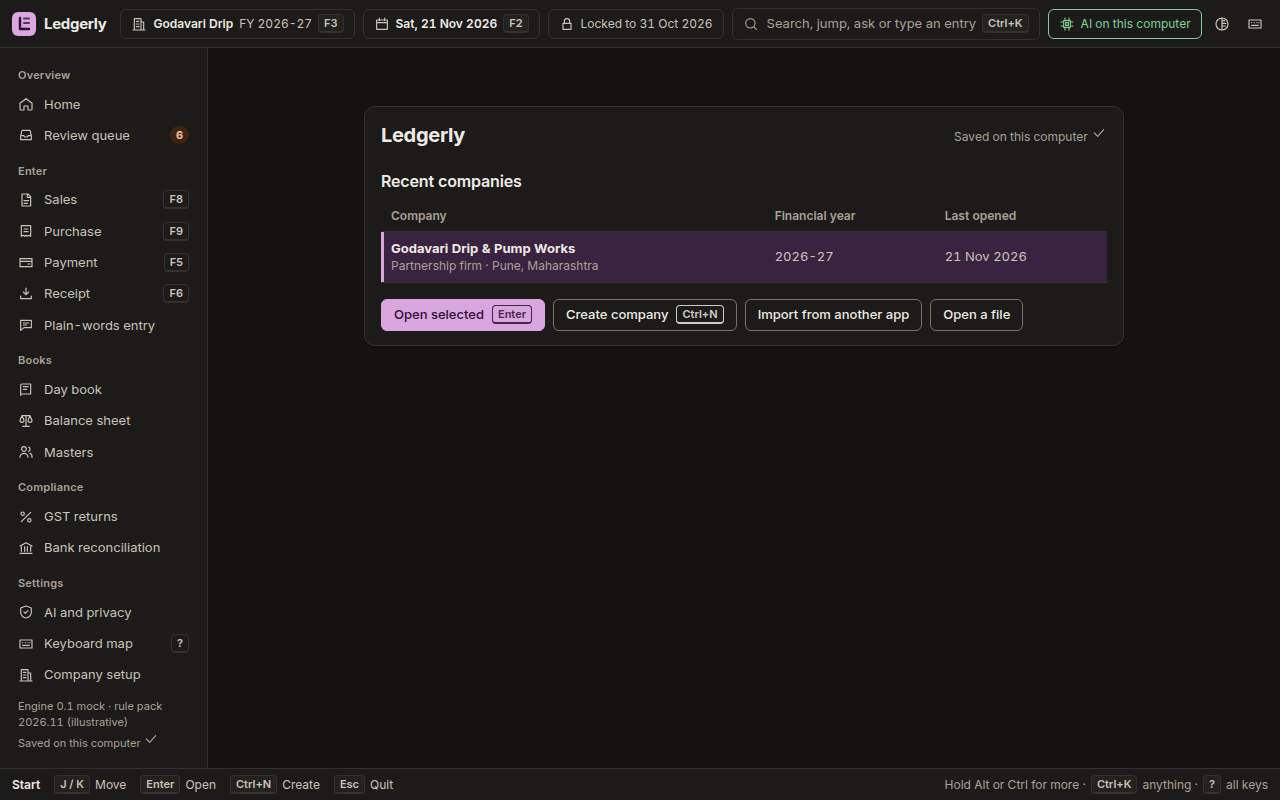 Ledgerly
Godavari Drip FY 2026-27 F3
Sat, 21 Nov 2026 F2
Locked to 31 Oct 2026
Search, jump, ask or type an entry Ctrl+K
AI on this computer
Overview
Home
Review queue 6
Enter
Sales F8
Purchase F9
Payment F5
Receipt F6
Plain-words entry
Books
Day book
Balance sheet
Masters
Compliance
GST returns
Bank reconciliation
Settings
AI and privacy
Keyboard map ?
Company setup
Engine 0.1 mock · rule pack
2026.11 (illustrative)
Saved on this computer
Ledgerly
Saved on this computer
Recent companies
Company Financial year Last opened
Godavari Drip & Pump Works
Partnership firm · Pune, Maharashtra
2026-27
21 Nov 2026
Open selected Enter
Create company Ctrl+N
Import from another app
Open a file
Start J / K Move Enter Open Ctrl+N Create Esc Quit
Hold Alt or Ctrl for more · Ctrl+K anything · ? all keys